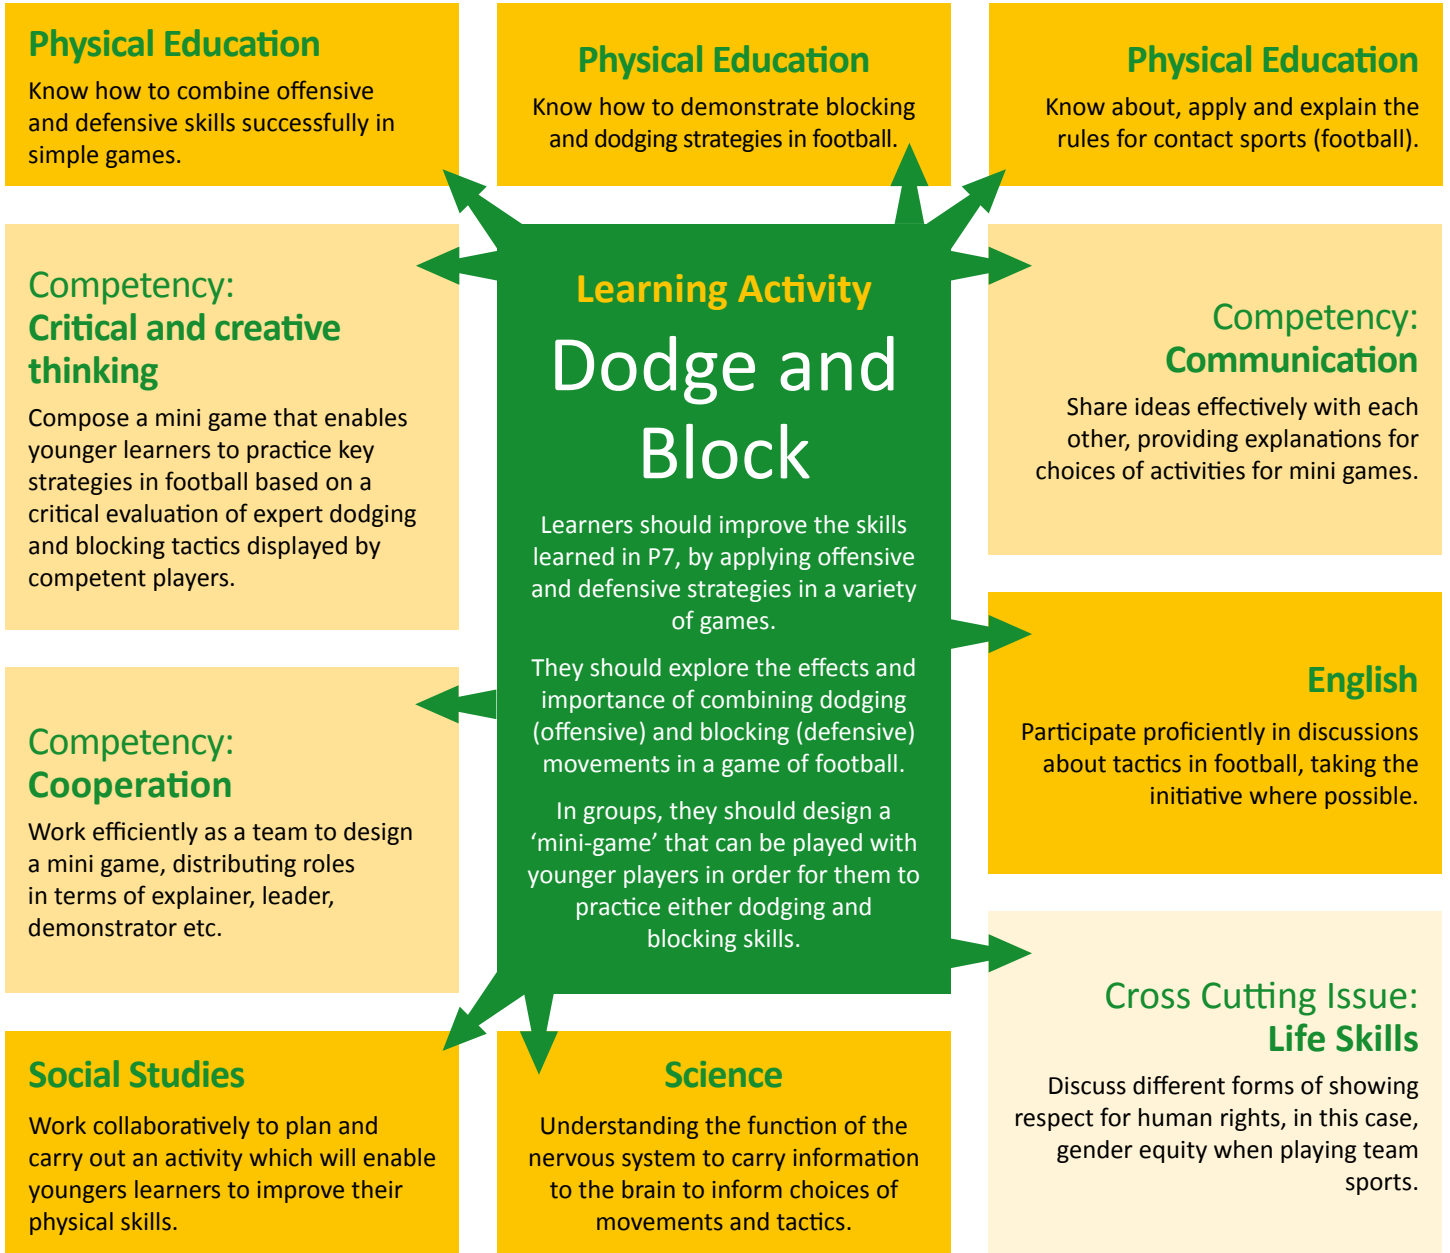 Physical Education
Know how to combine offensive
and defensive skills successfully in
simple games.
Physical Education
Know how to demonstrate blocking
and dodging strategies in football.
Physical Education
Know about, apply and explain the
rules for contact sports (football).
Competency:
Critical and creative
thinking
Compose a mini game that enables
younger learners to practice key
strategies in football based on a
critical evaluation of expert dodging
and blocking tactics displayed by
competent players.
Learning Activity
Dodge and
Block
Learners should improve the skills
learned in P7, by applying offensive
and defensive strategies in a variety
of games.
They should explore the effects and
importance of combining dodging
(offensive) and blocking (defensive)
movements in a game of football.
In groups, they should design a
‘mini-game’ that can be played with
younger players in order for them to
practice either dodging and
blocking skills.
Competency:
Communication
Share ideas effectively with each
other, providing explanations for
choices of activities for mini games.
English
Participate proficiently in discussions
about tactics in football, taking the
initiative where possible.
Competency:
Cooperation
Work efficiently as a team to design
a mini game, distributing roles
in terms of explainer, leader,
demonstrator etc.
Cross Cutting Issue:
Life Skills
Discuss different forms of showing
respect for human rights, in this case,
gender equity when playing team
sports.
Social Studies
Work collaboratively to plan and
carry out an activity which will enable
youngers learners to improve their
physical skills.
Science
Understanding the function of the
nervous system to carry information
to the brain to inform choices of
movements and tactics.